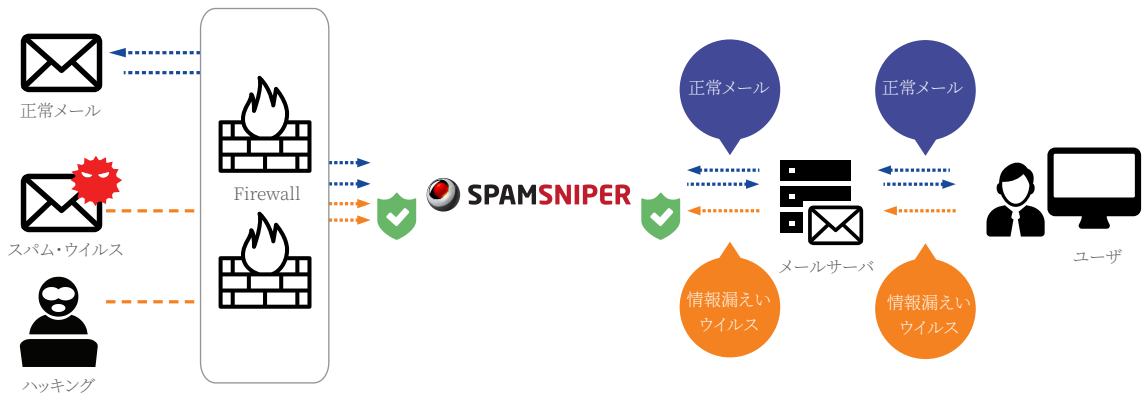 正常メール
スパム・ウイルス
ハッキング
Firewall
SPAMSNIPER
正常メール
情報漏えい
ウイルス
メールサーバ
正常メール
情報漏えい
ウイルス
ユーザ